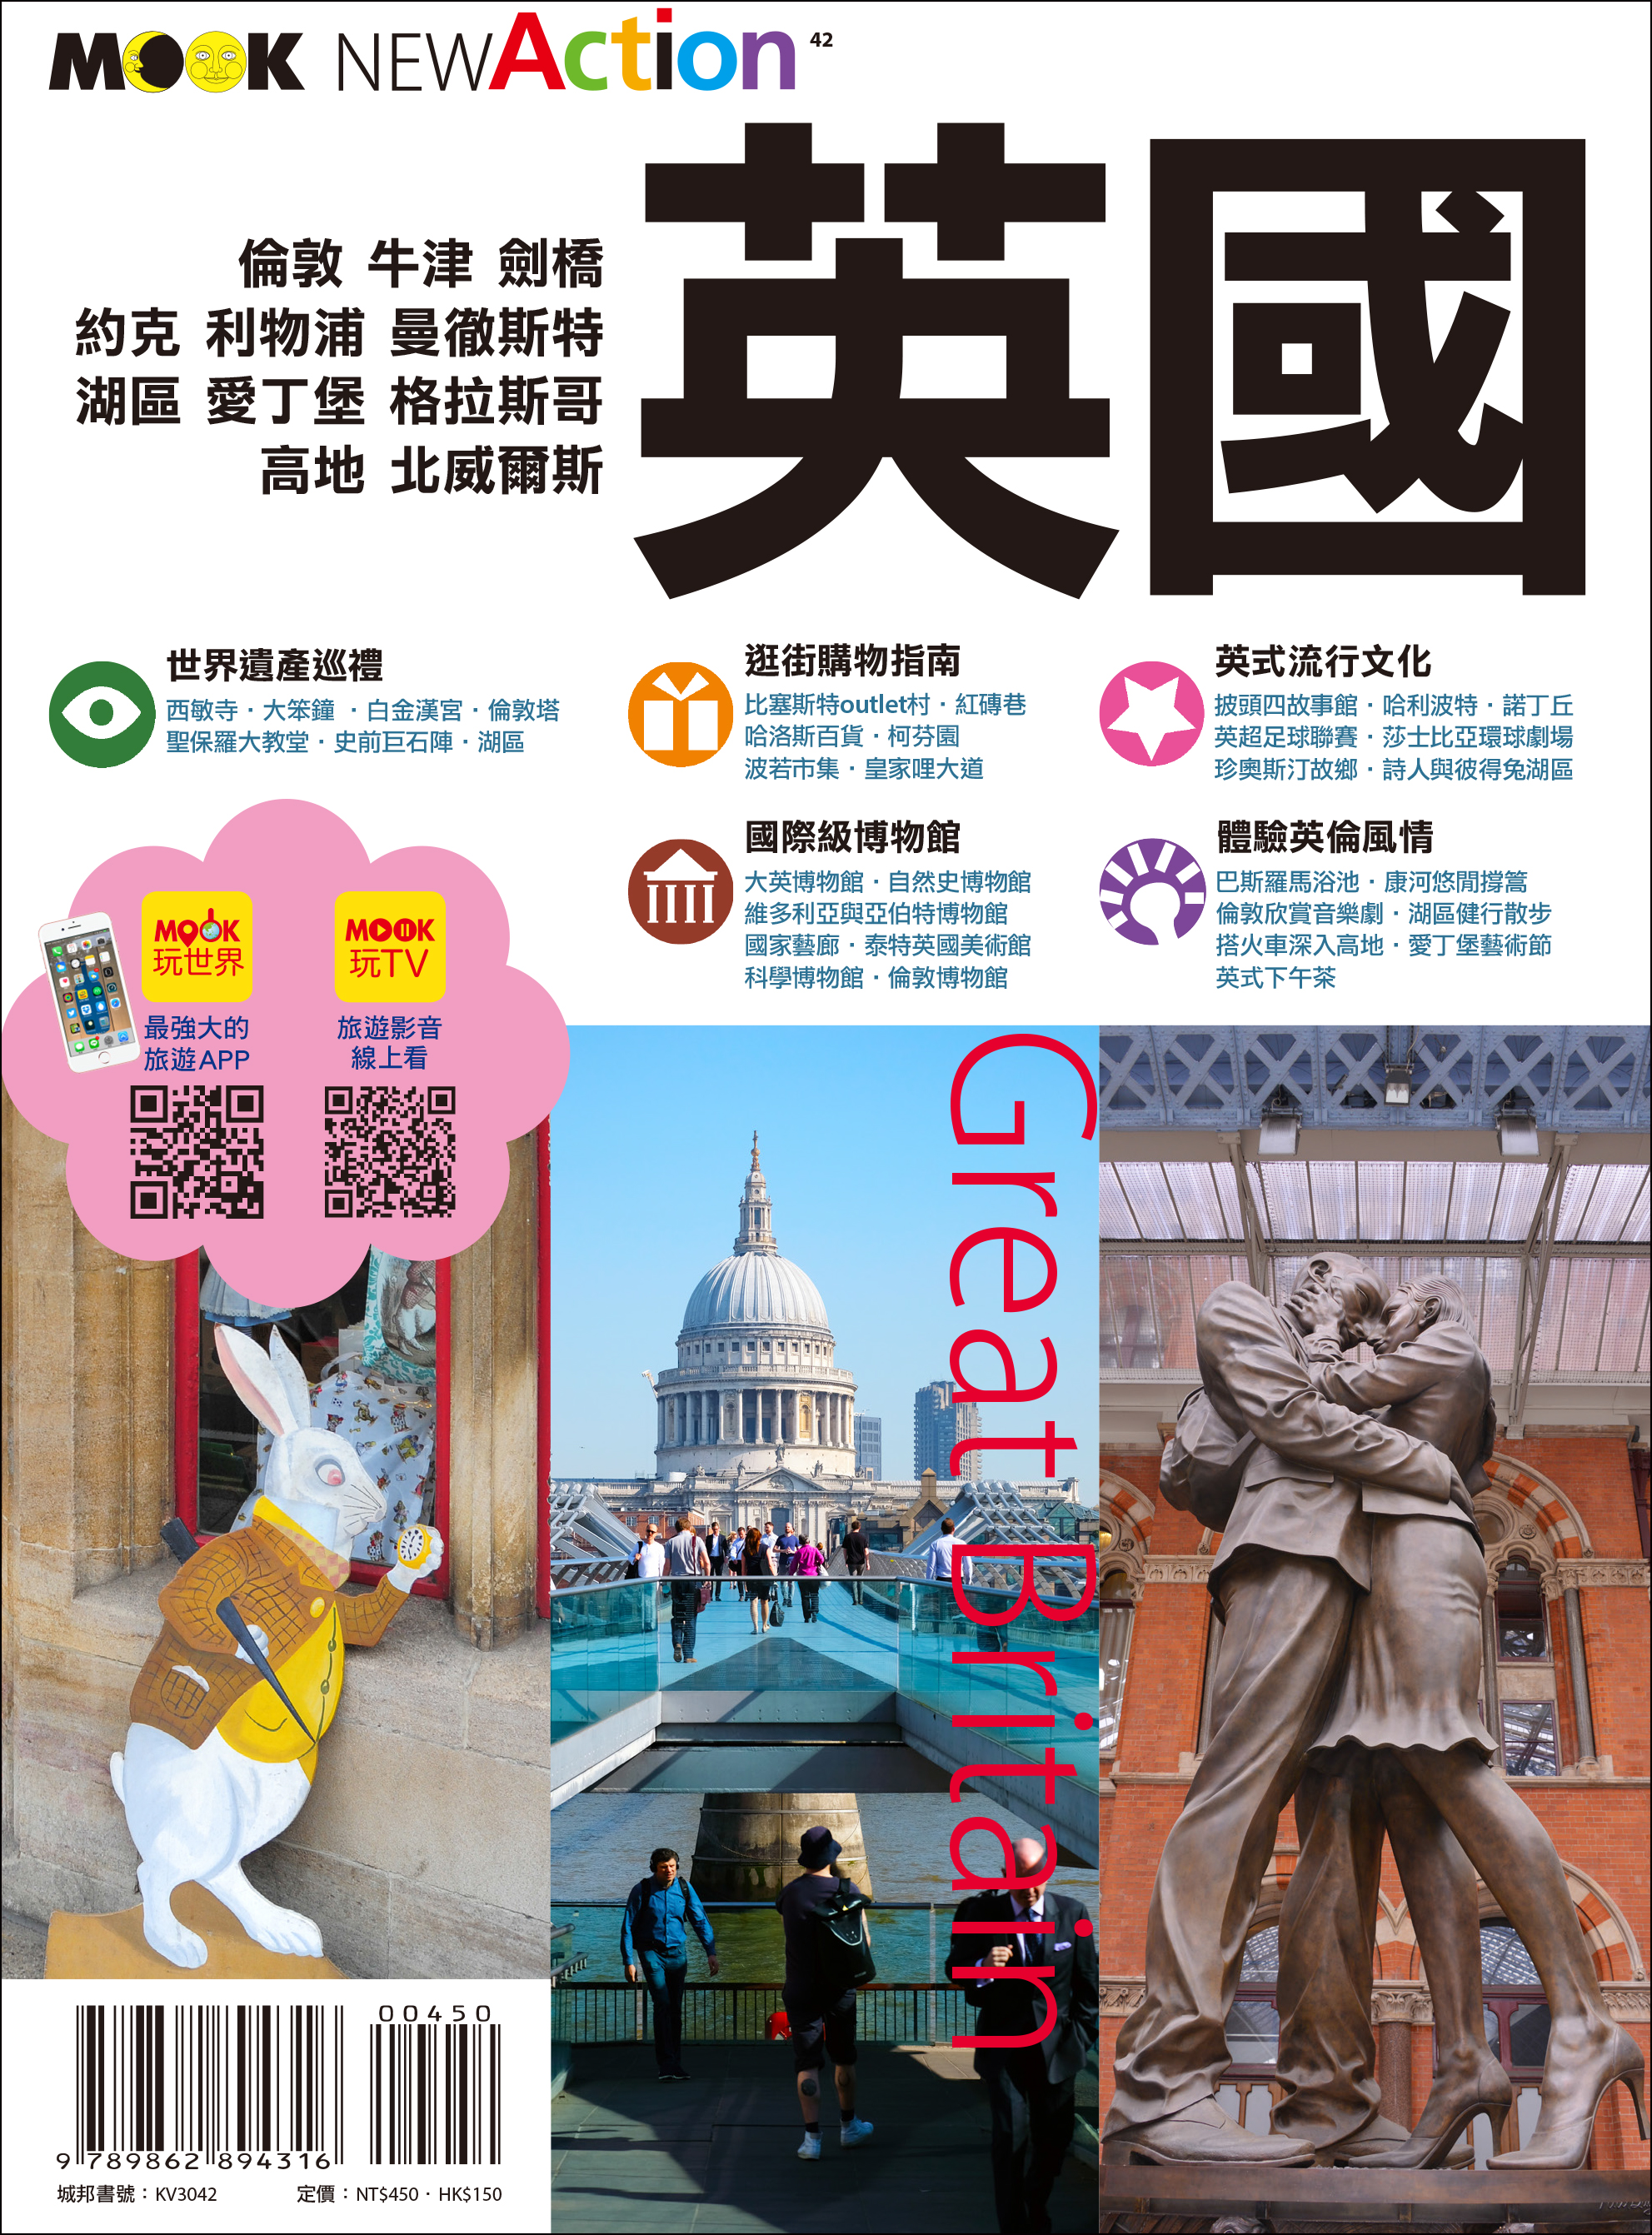 MOOK NEWAction 42
英國
倫敦 牛津 劍橋
約克 利物浦 曼徹斯特
湖區 愛丁堡 格拉斯哥
高地 北威爾斯
世界遺產巡禮
西敏寺・大笨鐘 ・白金漢宮・倫敦塔
聖保羅大教堂・史前巨石陣・湖區
逛街購物指南
比塞斯特outlet村・紅磚巷
哈洛斯百貨・柯芬園
波若市集・皇家哩大道
英式流行文化
披頭四故事館・哈利波特・諾丁丘
英超足球聯賽・莎士比亞環球劇場
珍奧斯汀故鄉・詩人與彼得兔湖區
國際級博物館
大英博物館・自然史博物館
維多利亞與亞伯特博物館
國家藝廊・泰特英國美術館
科學博物館・倫敦博物館
體驗英倫風情
巴斯羅馬浴池・康河悠閒撐篙
倫敦欣賞音樂劇・湖區健行散步
搭火車深入高地・愛丁堡藝術節
英式下午茶
MOOK
玩世界
最強大的
旅遊APP
MOOK
玩TV
旅遊影音
線上看
Great Britain
00450
9 789862 894316
城邦書號：KV3042
定價：NT$450・HK$150